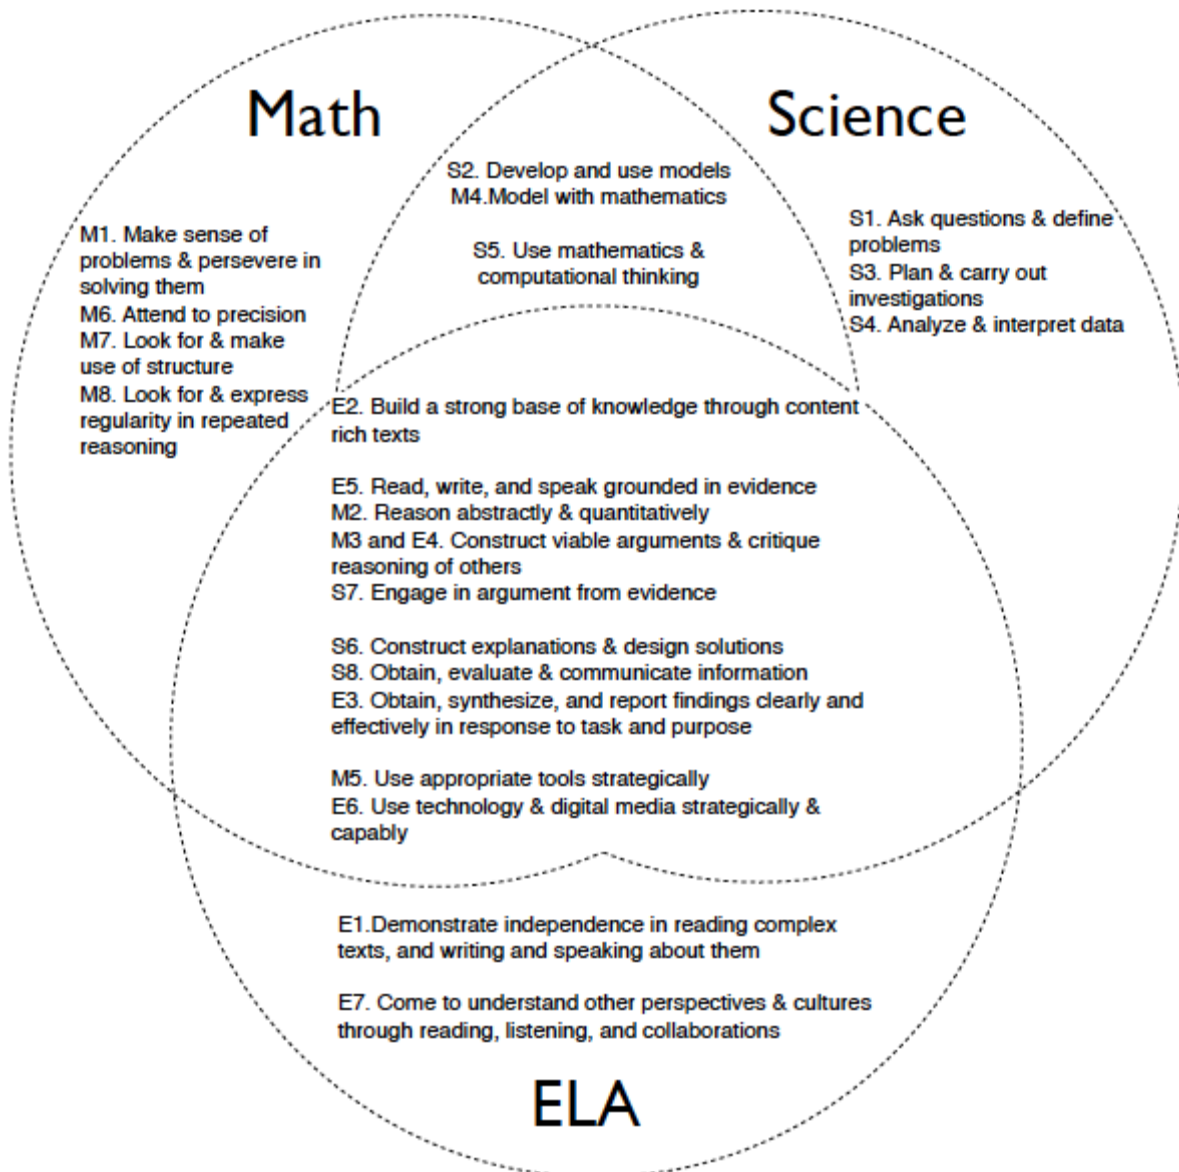 Math
Science
S2. Develop and use models
M4.Model with mathematics
S5. Use mathematics &
computational thinking
M1. Make sense of
problems & persevere in
solving them
M6. Attend to precision
M7. Look for & make
use of structure
M8. Look for & express
regularity in repeated
reasoning
S1. Ask questions & define
problems
S3. Plan & carry out
investigations
S4. Analyze & interpret data
E2. Build a strong base of knowledge through content
rich texts
E5. Read, write, and speak grounded in evidence
M2. Reason abstractly & quantitatively
M3 and E4. Construct viable arguments & critique
reasoning of others
S7. Engage in argument from evidence
S6. Construct explanations & design solutions
S8. Obtain, evaluate & communicate information
E3. Obtain, synthesize, and report findings clearly and
effectively in response to task and purpose
M5. Use appropriate tools strategically
E6. Use technology & digital media strategically &
capably
E1.Demonstrate independence in reading complex
texts, and writing and speaking about them
E7. Come to understand other perspectives & cultures
through reading, listening, and collaborations
ELA